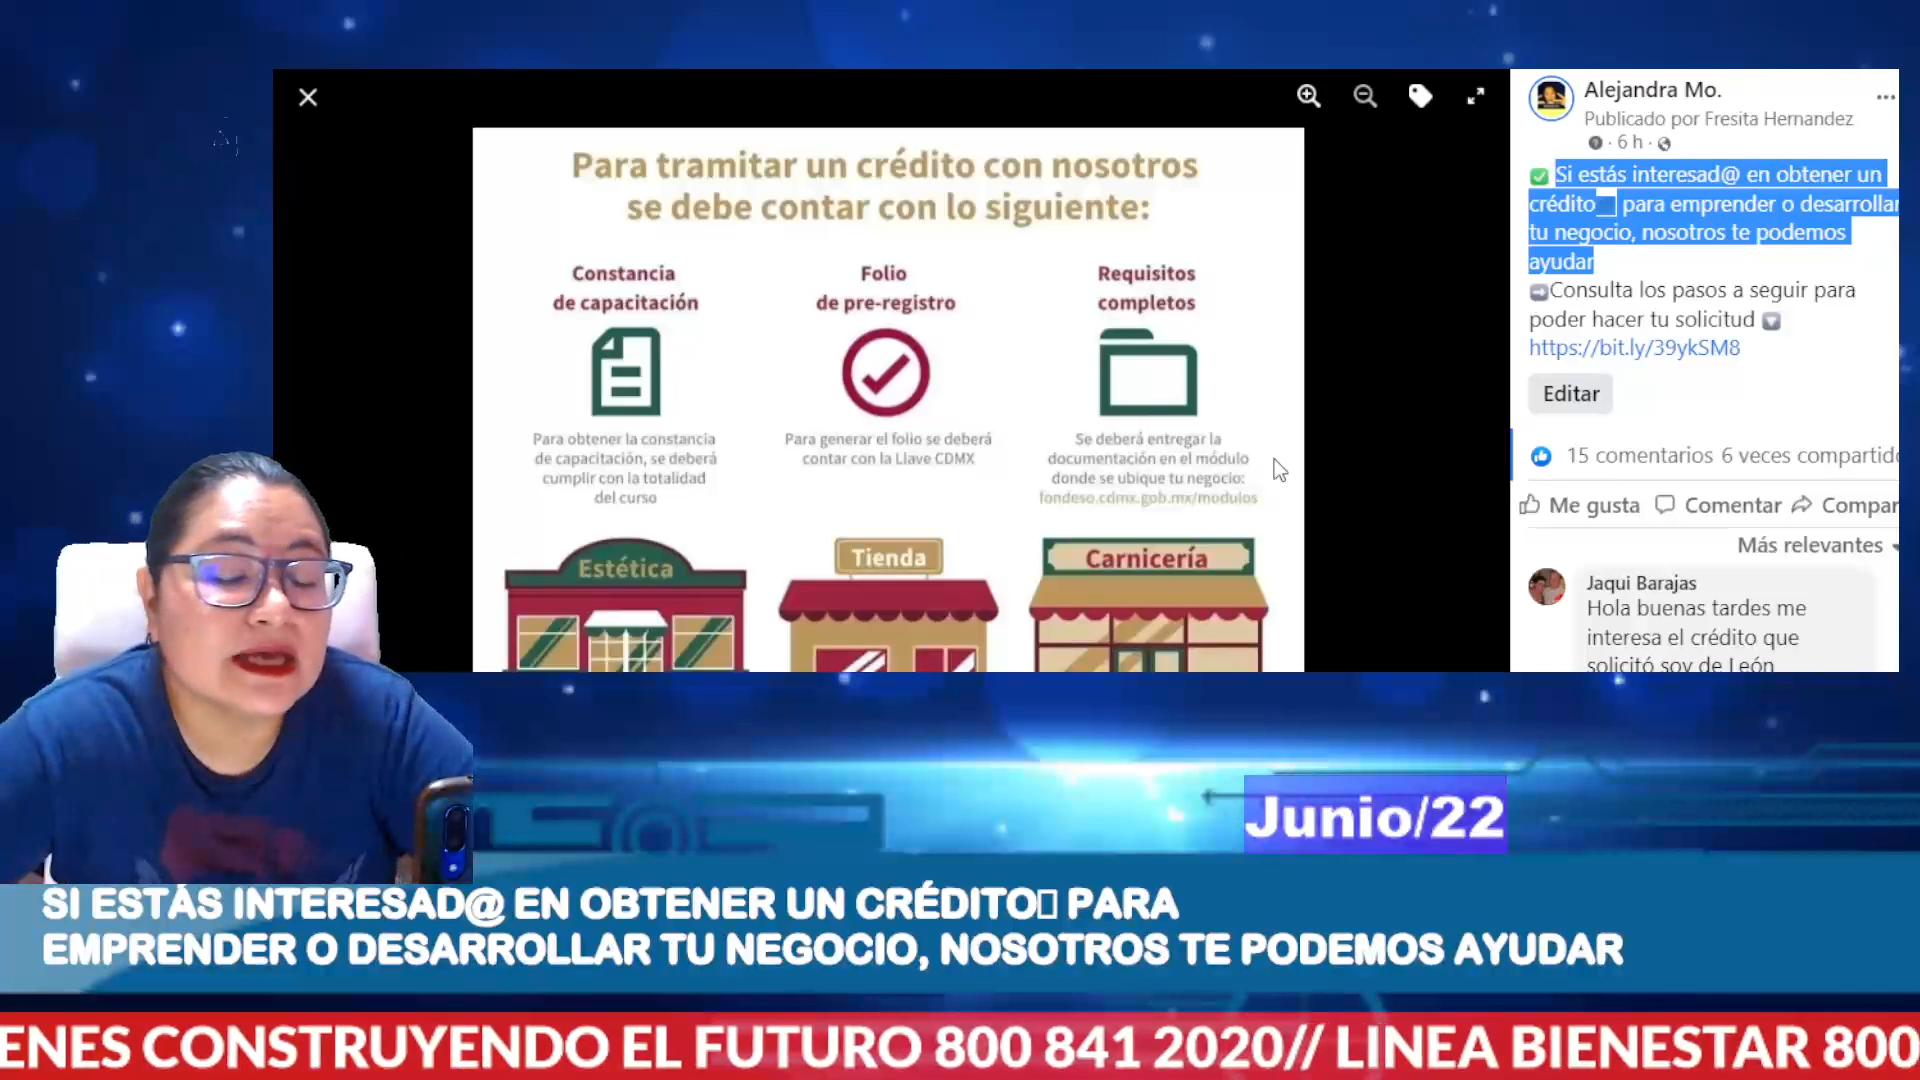 Para tramitar un crédito con nosotros
se debe contar con lo siguiente:
Constancia
de capacitación
Para obtener la constancia
de capacitación, se deberá
cumplir con la totalidad
del curso
Folio
de pre-registro
Para generar el folio se deberá
contar con la Llave CDMX
Requisitos
completos
Se deberá entregar la
documentación en el módulo
donde se ubique tu negocio:
fondeso.cdmx.gob.mx/modulos
Estética
Tienda
Carnicería
Alejandra Mo.
Publicado por Fresita Hernandez
· 6 h ·
Si estás interesad@ en obtener un
crédito para emprender o desarrollar
tu negocio, nosotros te podemos
ayudar
Consulta los pasos a seguir para
poder hacer tu solicitud
https://bit.ly/39ykSM8
Editar
15 comentarios 6 veces compartido
Me gusta Comentar Compar
Más relevantes
Jaqui Barajas
Hola buenas tardes me
interesa el crédito que
solicitó soy de León
Junio/22
SI ESTÁS INTERESAD@ EN OBTENER UN CRÉDITO▯ PARA
EMPRENDER O DESARROLLAR TU NEGOCIO, NOSOTROS TE PODEMOS AYUDAR
ENES CONSTRUYENDO EL FUTURO 800 841 2020// LINEA BIENESTAR 800